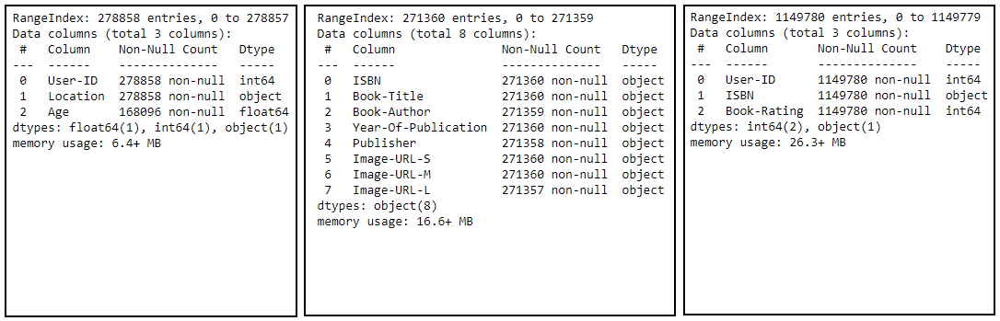 RangeIndex: 278858 entries, 0 to 278857
Data columns (total 3 columns):
 #   Column    Non-Null Count   Dtype
---  ------    --------------   -----
 0   User-ID   278858 non-null  int64
 1   Location  278858 non-null  object
 2   Age       168096 non-null  float64
dtypes: float64(1), int64(1), object(1)
memory usage: 6.4+ MB
RangeIndex: 271360 entries, 0 to 271359
Data columns (total 8 columns):
 #   Column               Non-Null Count   Dtype
---  ------               --------------   -----
 0   ISBN                 271360 non-null  object
 1   Book-Title           271360 non-null  object
 2   Book-Author          271359 non-null  object
 3   Year-Of-Publication  271360 non-null  object
 4   Publisher            271358 non-null  object
 5   Image-URL-S          271360 non-null  object
 6   Image-URL-M          271360 non-null  object
 7   Image-URL-L          271357 non-null  object
dtypes: object(8)
memory usage: 16.6+ MB
RangeIndex: 1149780 entries, 0 to 1149779
Data columns (total 3 columns):
 #   Column       Non-Null Count    Dtype
---  ------       --------------    -----
 0   User-ID      1149780 non-null  int64
 1   ISBN         1149780 non-null  object
 2   Book-Rating  1149780 non-null  int64
dtypes: int64(2), object(1)
memory usage: 26.3+ MB